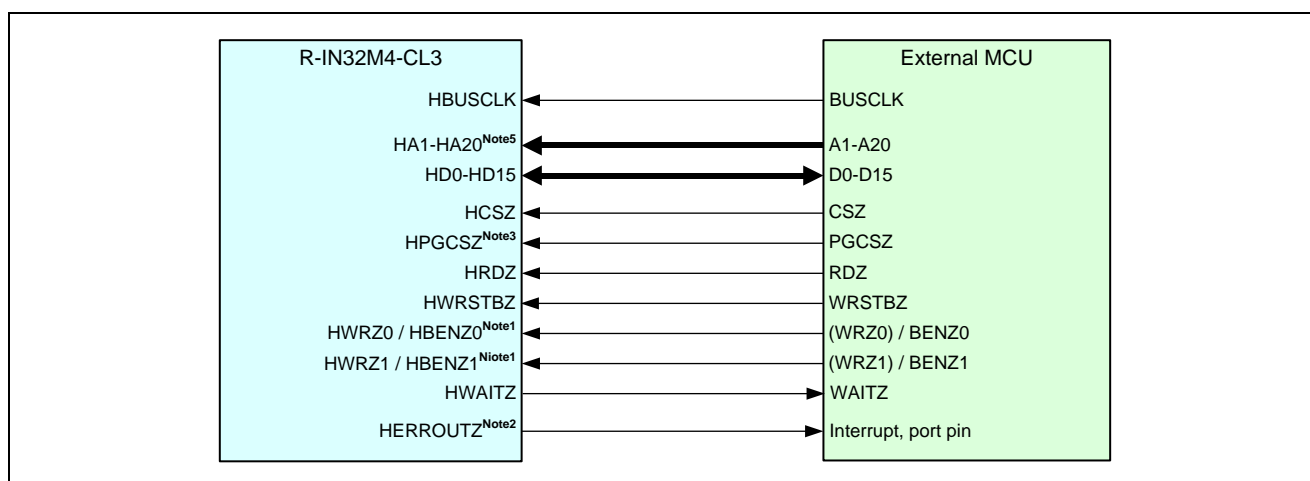 R-IN32M4-CL3 External MCU
HBUSCLK BUSCLK
HA1-HA20Note5 A1-A20
HD0-HD15 D0-D15
HCSZ CSZ
HPGCSZNote3 PGCSZ
HRDZ RDZ
HWRSTBZ WRSTBZ
HWRZ0 / HBENZ0Note1 (WRZ0) / BENZ0
HWRZ1 / HBENZ1Niote1 (WRZ1) / BENZ1
HWAITZ WAITZ
HERROUTZNote2 Interrupt, port pin